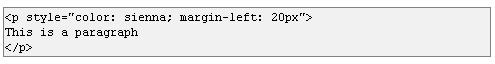 <p style="color: sienna; margin-left: 20px">
This is a paragraph
</p>